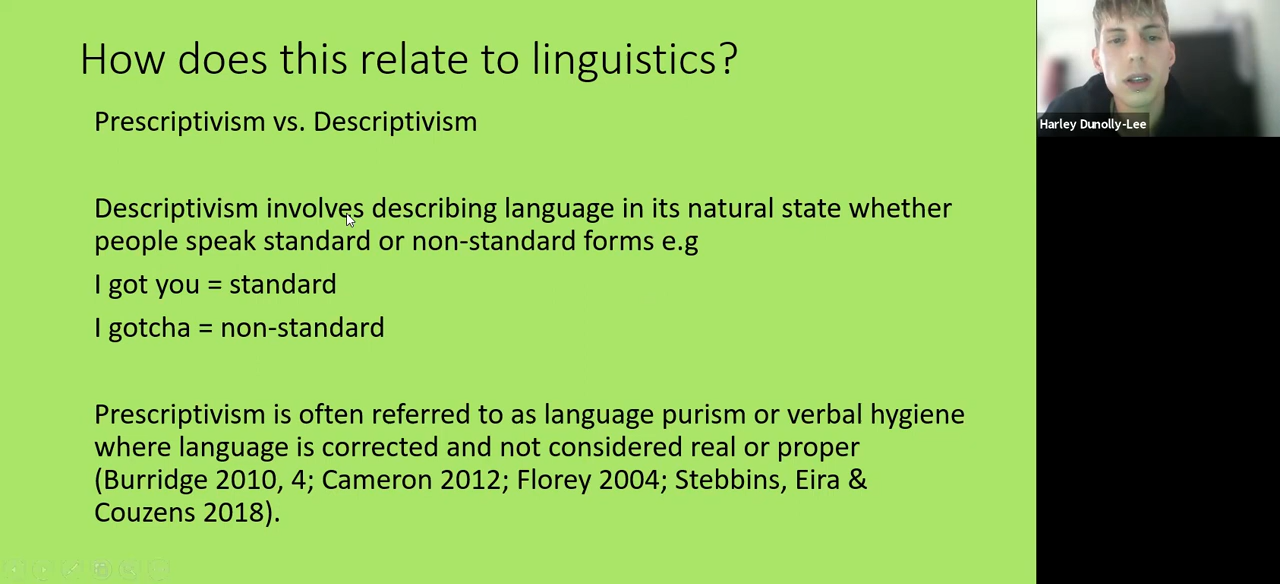 How does this relate to linguistics?
Prescriptivism vs. Descriptivism
Descriptivism involves describing language in its natural state whether
people speak standard or non-standard forms e.g
I got you = standard
I gotcha = non-standard
Prescriptivism is often referred to as language purism or verbal hygiene
where language is corrected and not considered real or proper
(Burridge 2010, 4; Cameron 2012; Florey 2004; Stebbins, Eira &
Couzens 2018).
Harley Dunolly-Lee